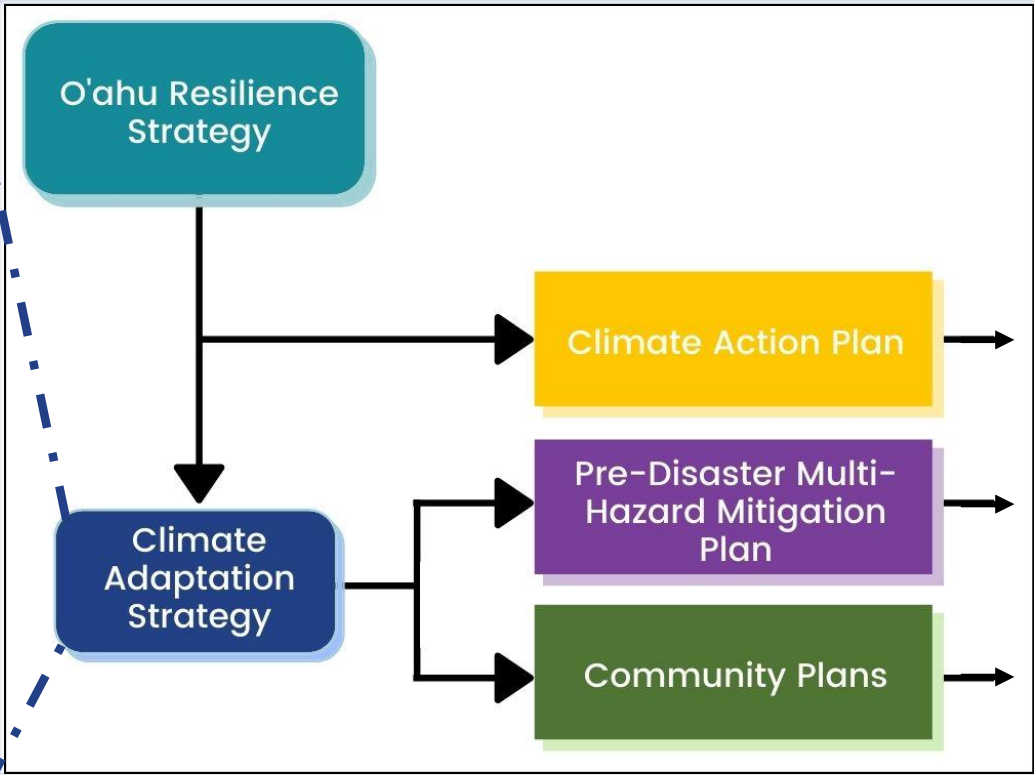 O'ahu Resilience
Strategy
Climate Action Plan
Pre-Disaster Multi-
Hazard Mitigation
Plan
Climate
Adaptation
Strategy
Community Plans